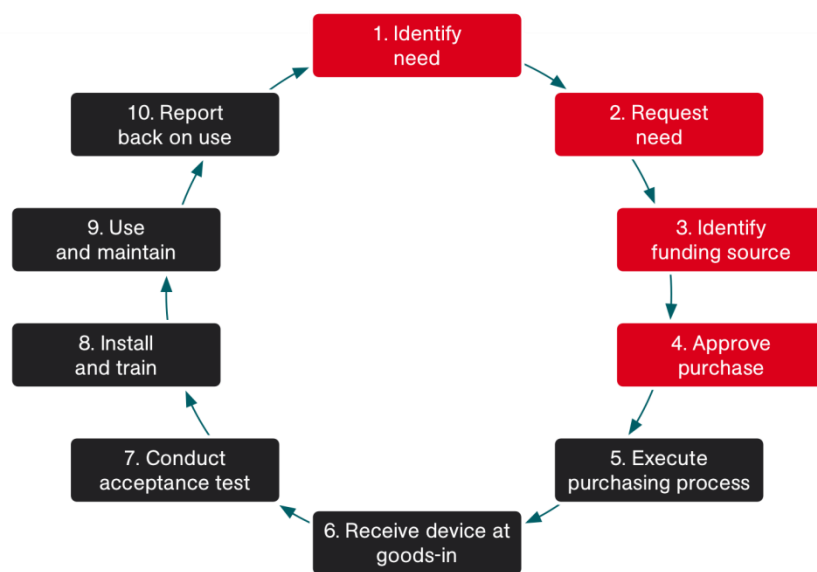 1. Identify
need
2. Request
need
3. Identify
funding source
4. Approve
purchase
5. Execute
purchasing process
6. Receive device at
goods-in
7. Conduct
acceptance test
8. Install
and train
9. Use
and maintain
10. Report
back on use